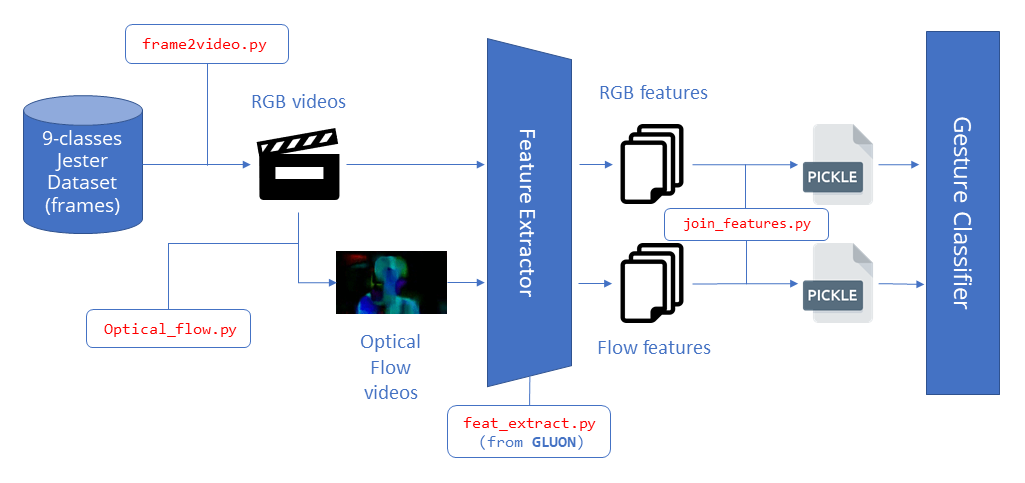 frame2video.py
RGB videos
RGB features
9-classes
Jester
Dataset
(frames)
Feature Extractor
PICKLE
Gesture Classifier
join_features.py
PICKLE
Optical_flow.py
Optical
Flow
videos
Flow features
feat_extract.py
(from GLUON)